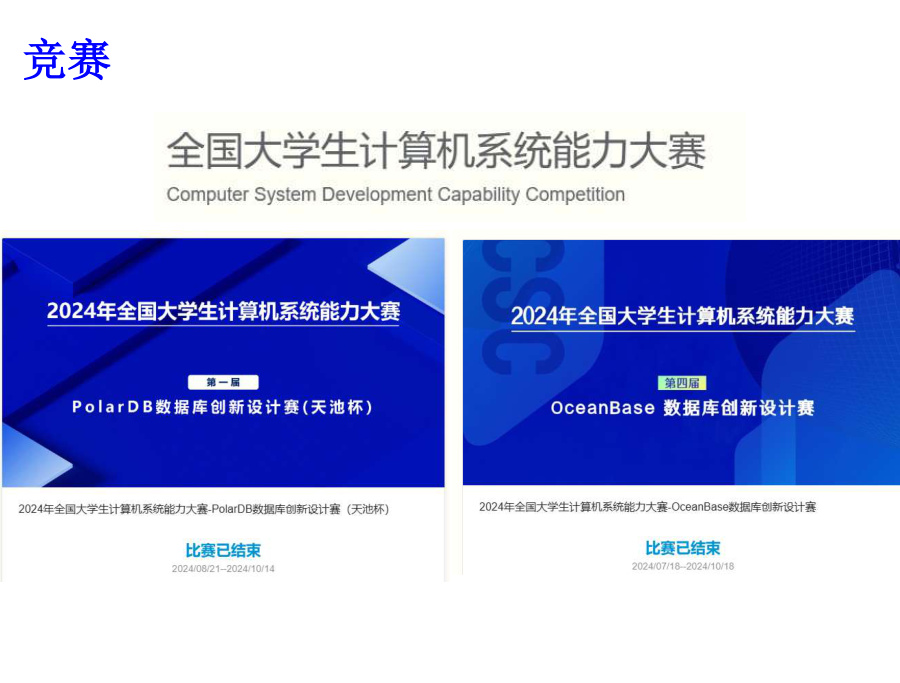 竞赛
全国大学生计算机系统能力大赛
Computer System Development Capability Competition
2024年全国大学生计算机系统能力大赛
第一届
PolarDB数据库创新设计赛(天池杯)
2024年全国大学生计算机系统能力大赛-PolarDB数据库创新设计赛（天池杯）
比赛已结束
2024/08/21--2024/10/14
CSC
2024年全国大学生计算机系统能力大赛
第四届
OceanBase 数据库创新设计赛
2024年全国大学生计算机系统能力大赛-OceanBase数据库创新设计赛
比赛已结束
2024/07/18--2024/10/18